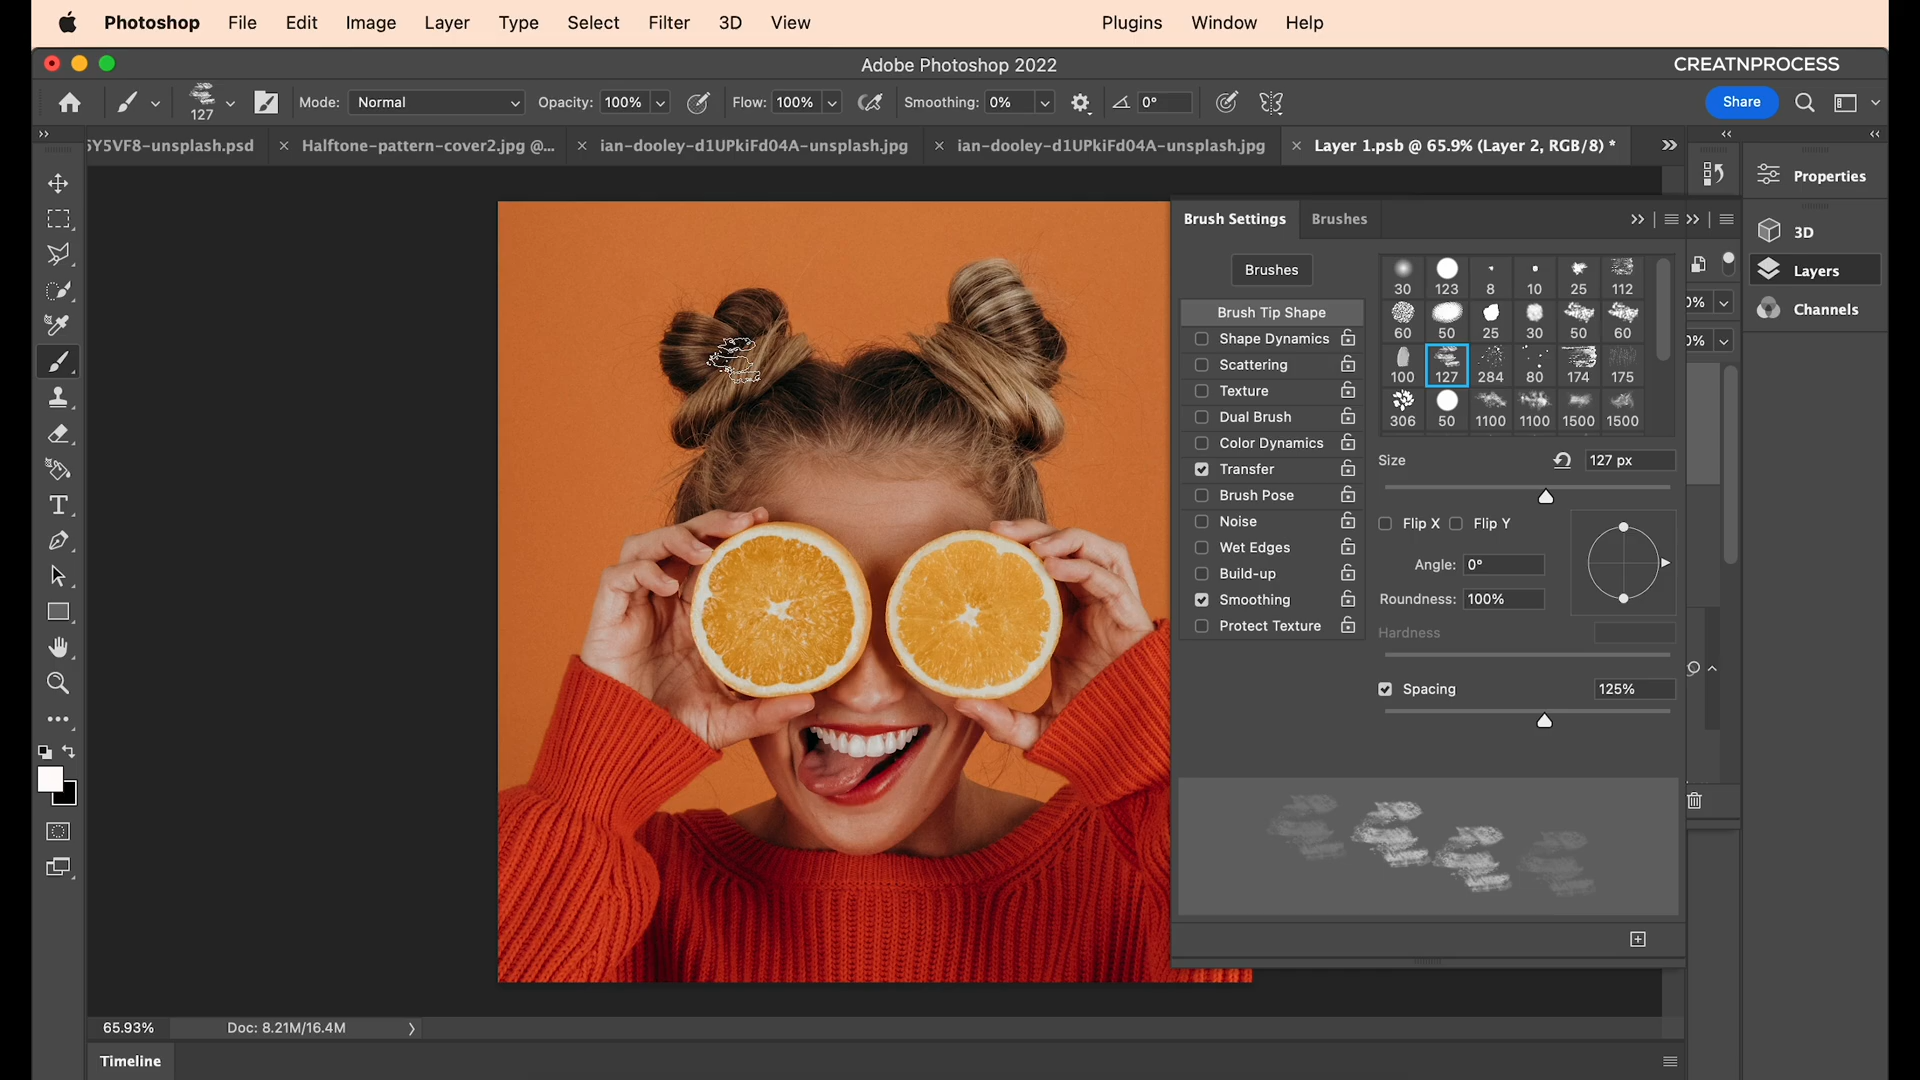 Photoshop File Edit Image Layer Type Select Filter 3D View Plugins Window Help
Adobe Photoshop 2022
CREATNPROCESS
127
Mode: Normal Opacity: 100% Flow: 100% Smoothing: 0% 0° Share
5Y5VF8-unsplash.psd × Halftone-pattern-cover2.jpg @... × ian-dooley-d1UPkiFd04A-unsplash.jpg × ian-dooley-d1UPkiFd04A-unsplash.jpg × Layer 1.psb @ 65.9% (Layer 2, RGB/8) *
Properties
3D
Layers
Channels
Brush Settings Brushes
Brushes
Brush Tip Shape
Shape Dynamics
Scattering
Texture
Dual Brush
Color Dynamics
Transfer
Brush Pose
Noise
Wet Edges
Build-up
Smoothing
Protect Texture
30 123 8 10 25 112
60 50 25 30 50 60
100 127 284 80 174 175
306 50 1100 1100 1500 1500
Size 127 px
Flip X Flip Y
Angle: 0°
Roundness: 100%
Hardness
Spacing 125%
0%
0%
65.93% Doc: 8.21M/16.4M
Timeline